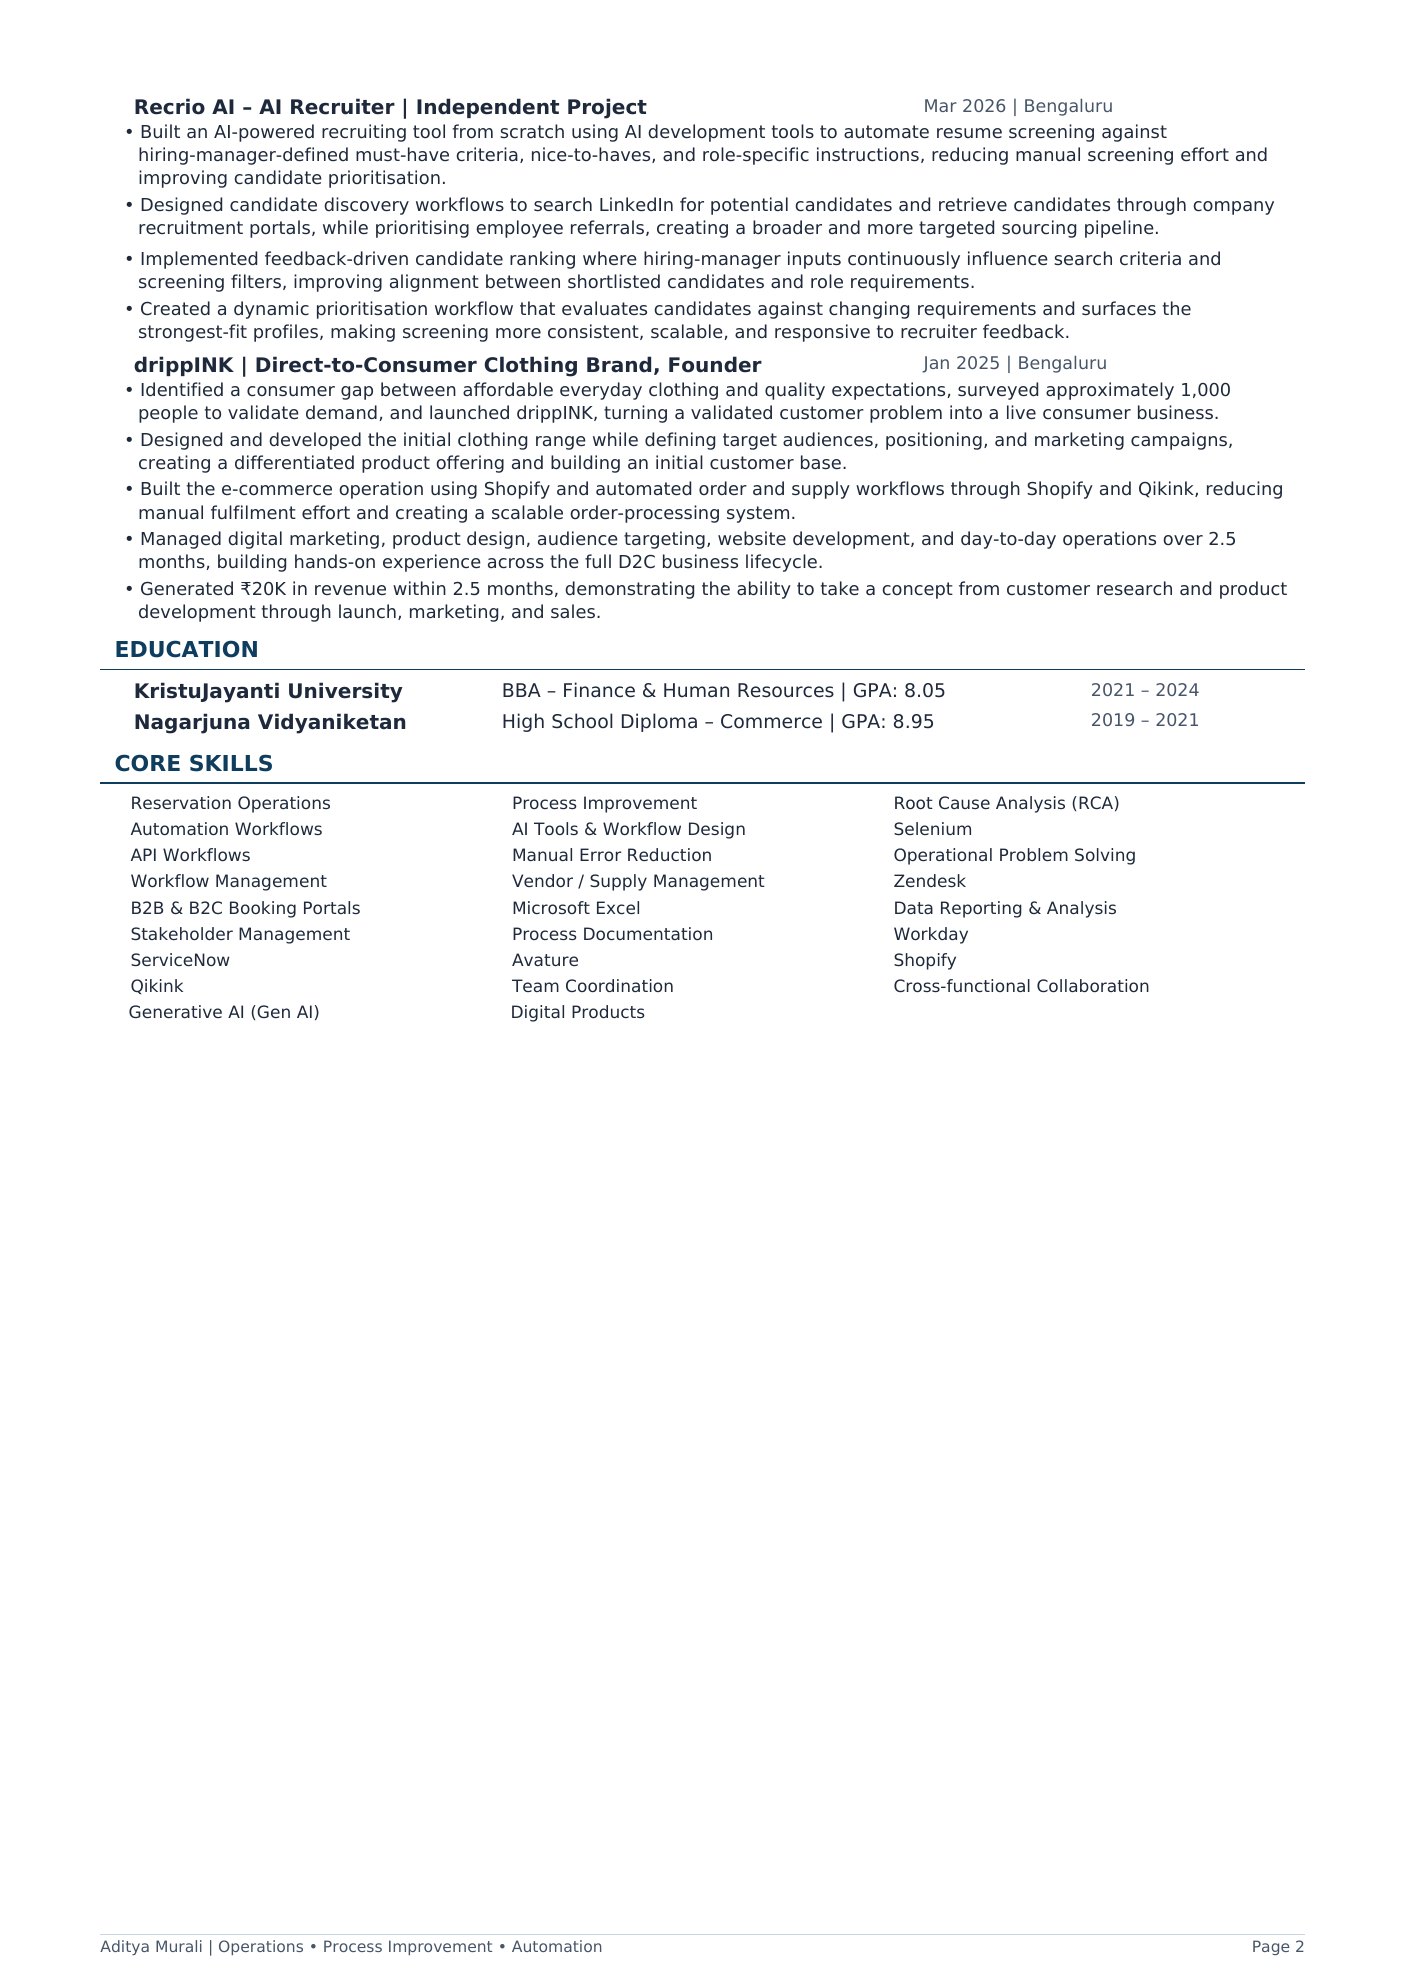 Recrio AI – AI Recruiter | Independent Project Mar 2026 | Bengaluru
• Built an AI-powered recruiting tool from scratch using AI development tools to automate resume screening against
hiring-manager-defined must-have criteria, nice-to-haves, and role-specific instructions, reducing manual screening effort and
improving candidate prioritisation.
• Designed candidate discovery workflows to search LinkedIn for potential candidates and retrieve candidates through company
recruitment portals, while prioritising employee referrals, creating a broader and more targeted sourcing pipeline.
• Implemented feedback-driven candidate ranking where hiring-manager inputs continuously influence search criteria and
screening filters, improving alignment between shortlisted candidates and role requirements.
• Created a dynamic prioritisation workflow that evaluates candidates against changing requirements and surfaces the
strongest-fit profiles, making screening more consistent, scalable, and responsive to recruiter feedback.
drippINK | Direct-to-Consumer Clothing Brand, Founder Jan 2025 | Bengaluru
• Identified a consumer gap between affordable everyday clothing and quality expectations, surveyed approximately 1,000
people to validate demand, and launched drippINK, turning a validated customer problem into a live consumer business.
• Designed and developed the initial clothing range while defining target audiences, positioning, and marketing campaigns,
creating a differentiated product offering and building an initial customer base.
• Built the e-commerce operation using Shopify and automated order and supply workflows through Shopify and Qikink, reducing
manual fulfilment effort and creating a scalable order-processing system.
• Managed digital marketing, product design, audience targeting, website development, and day-to-day operations over 2.5
months, building hands-on experience across the full D2C business lifecycle.
• Generated ₹20K in revenue within 2.5 months, demonstrating the ability to take a concept from customer research and product
development through launch, marketing, and sales.
EDUCATION
KristuJayanti University BBA – Finance & Human Resources | GPA: 8.05 2021 – 2024
Nagarjuna Vidyaniketan High School Diploma – Commerce | GPA: 8.95 2019 – 2021
CORE SKILLS
Reservation Operations Process Improvement Root Cause Analysis (RCA)
Automation Workflows AI Tools & Workflow Design Selenium
API Workflows Manual Error Reduction Operational Problem Solving
Workflow Management Vendor / Supply Management Zendesk
B2B & B2C Booking Portals Microsoft Excel Data Reporting & Analysis
Stakeholder Management Process Documentation Workday
ServiceNow Avature Shopify
Qikink Team Coordination Cross-functional Collaboration
Generative AI (Gen AI) Digital Products
Aditya Murali | Operations • Process Improvement • Automation Page 2